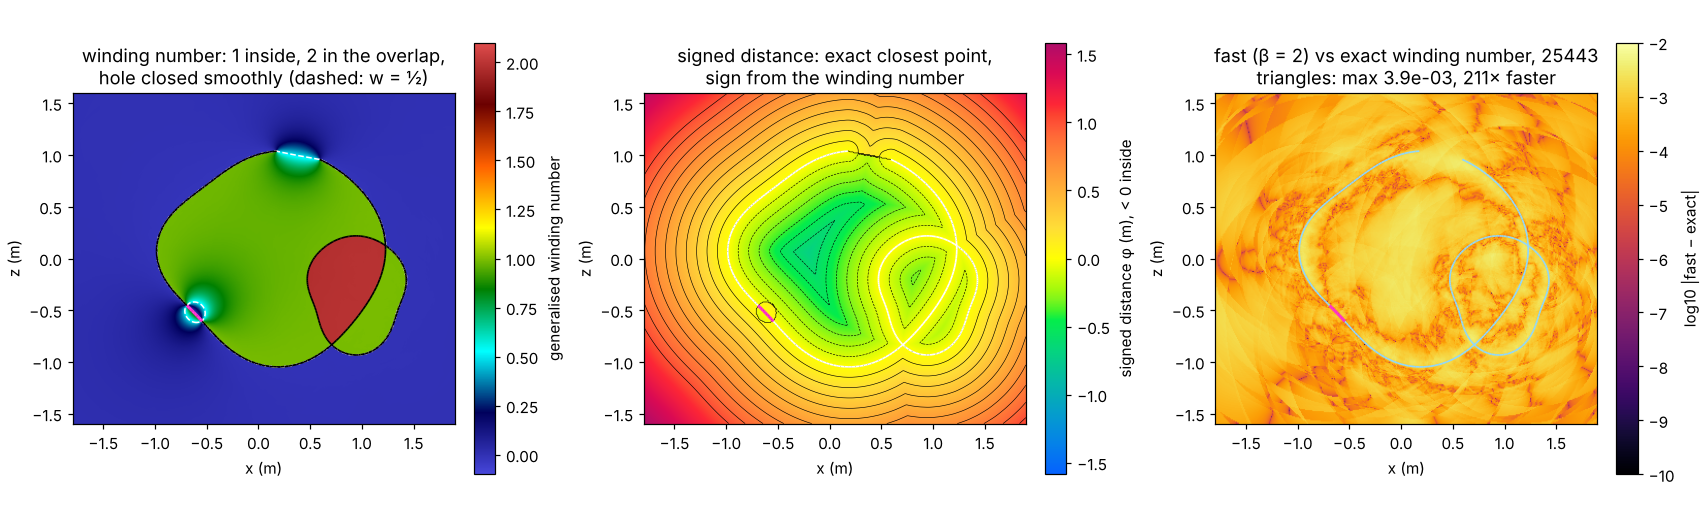 winding number: 1 inside, 2 in the overlap,
hole closed smoothly (dashed: w = ½)
1.5
1.0
0.5
0.0
−0.5
−1.0
−1.5
z (m)
−1.5 −1.0 −0.5 0.0 0.5 1.0 1.5
x (m)
2.00
1.75
1.50
1.25
1.00
0.75
0.50
0.25
0.00
generalised winding number
signed distance: exact closest point,
sign from the winding number
1.5
1.0
0.5
0.0
−0.5
−1.0
−1.5
z (m)
−1.5 −1.0 −0.5 0.0 0.5 1.0 1.5
x (m)
1.5
1.0
0.5
0.0
−0.5
−1.0
−1.5
signed distance φ (m), < 0 inside
fast (β = 2) vs exact winding number, 25443
triangles: max 3.9e-03, 211× faster
1.5
1.0
0.5
0.0
−0.5
−1.0
−1.5
z (m)
−1.5 −1.0 −0.5 0.0 0.5 1.0 1.5
x (m)
−2
−3
−4
−5
−6
−7
−8
−9
−10
log10 |fast − exact|